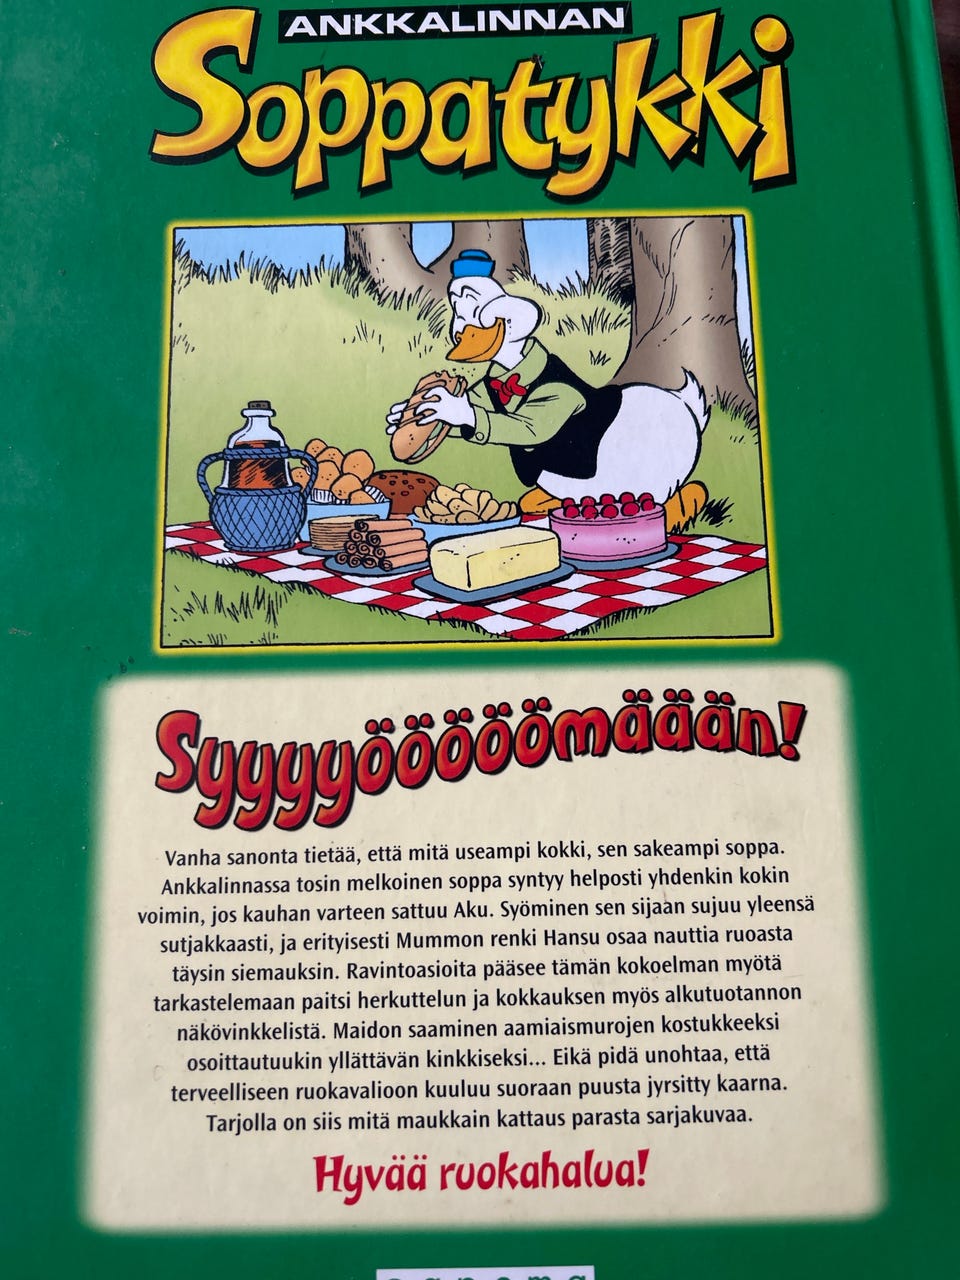 ANKKALINNAN
Soppatykki
Syyyyyööööömäään!
Vanha sanonta tietää, että mitä useampi kokki, sen sakeampi soppa.
Ankkalinnassa tosin melkoinen soppa syntyy helposti yhdenkin kokin
voimin, jos kauhan varteen sattuu Aku. Syöminen sen sijaan sujuu yleensä
sutjakkaasti, ja erityisesti Mummon renki Hansu osaa nauttia ruoasta
täysin siemauksin. Ravintoasioita pääsee tämän kokoelman myötä
tarkastelemaan paitsi herkuttelun ja kokkauksen myös alkutuotannon
näkövinkkelistä. Maidon saaminen aamiaismurojen kostukkeeksi
osoittautuukin yllättävän kinkkiseksi... Eikä pidä unohtaa, että
terveelliseen ruokavalioon kuuluu suoraan puusta jyrsitty kaarna.
Tarjolla on siis mitä maukkain kattaus parasta sarjakuvaa.
Hyvää ruokahalua!